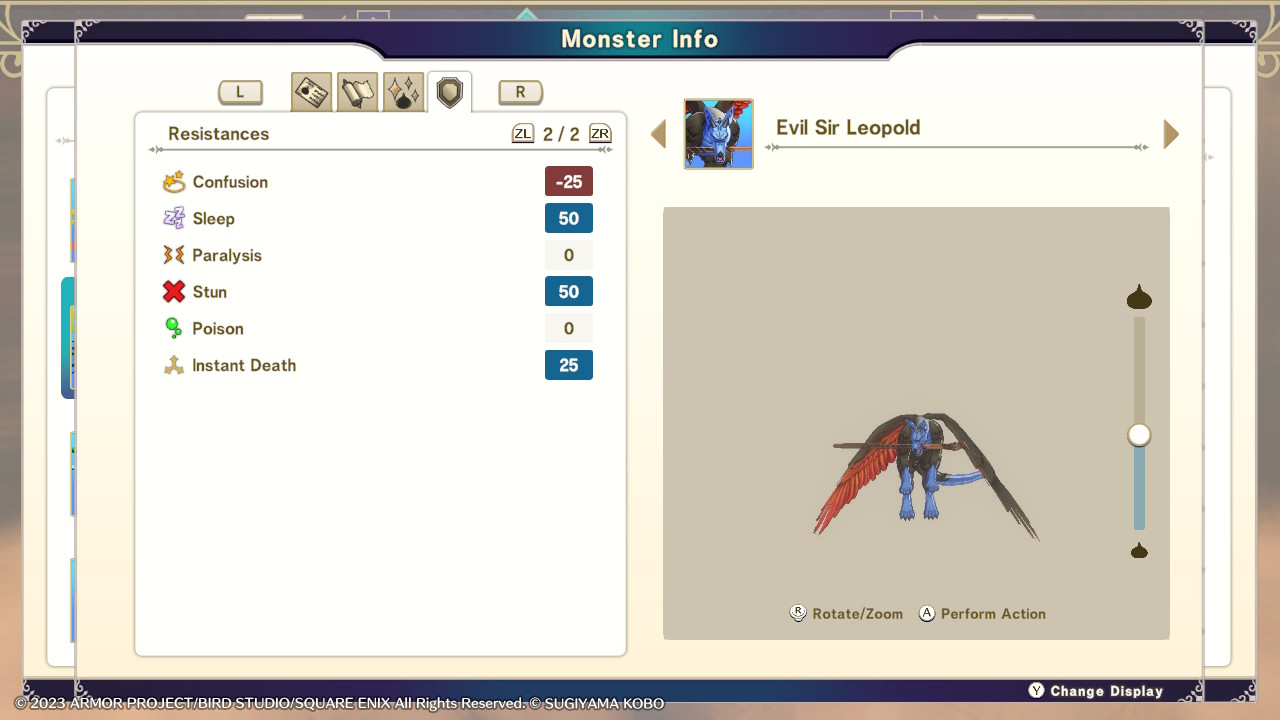 Monster Info
L
R
Resistances
ZL 2 / 2 ZR
Evil Sir Leopold
Confusion -25
Sleep 50
Paralysis 0
Stun 50
Poison 0
Instant Death 25
R Rotate/Zoom A Perform Action
Y Change Display
© 2023 ARMOR PROJECT/BIRD STUDIO/SQUARE ENIX All Rights Reserved. © SUGIYAMA KOBO